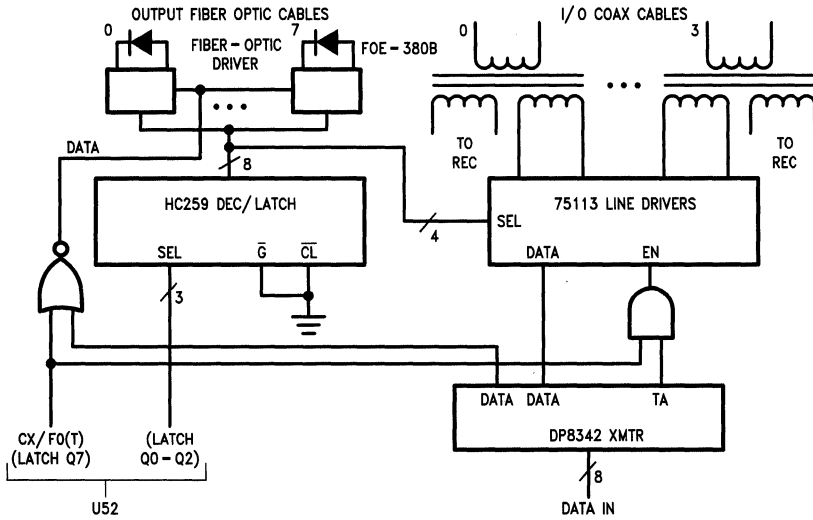 OUTPUT FIBER OPTIC CABLES
I/O COAX CABLES
0
7
FIBER-OPTIC
DRIVER
FOE-380B
0
3
TO
REC
TO
REC
DATA
8
HC259 DEC/LATCH
SEL
G
CL
3
4
75113 LINE DRIVERS
SEL
DATA
EN
DATA
DATA
TA
DP8342 XMTR
8
DATA IN
CX/FO(T)
(LATCH Q7)
(LATCH
Q0-Q2)
U52